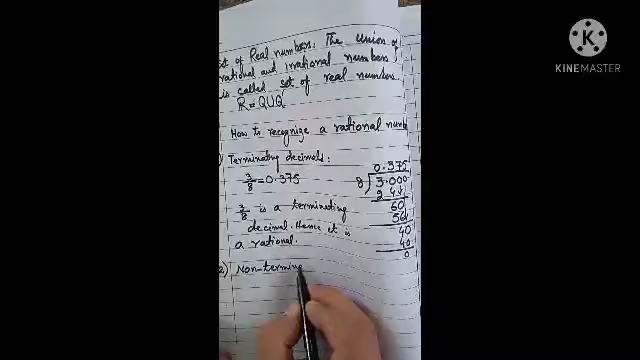 Set of Real numbers: The Union of
rational and irrational numbers
is called set of real numbers
R = QUQ'
How to recognize a rational numb
1) Terminating decimals:
3/8 = 0.375
0.375
8 3.000
2 4
60
56
40
40
0
3/8 is a terminating
decimal. Hence it is
a rational.
2) Non-termin
K
KINEMASTER